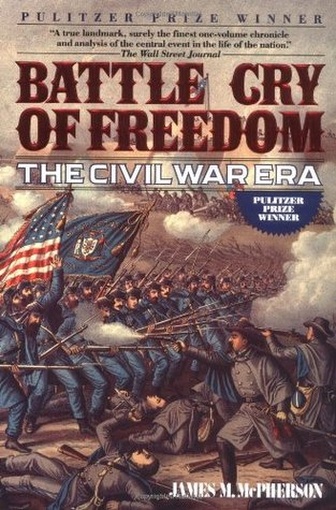 PULITZER PRIZE WINNER
"A true landmark, surely the finest one-volume chronicle
and analysis of the central event in the life of the nation."
—The Wall Street Journal
BATTLE CRY
OF FREEDOM
THE CIVIL WAR ERA
PULITZER
PRIZE
WINNER
JAMES M. McPHERSON